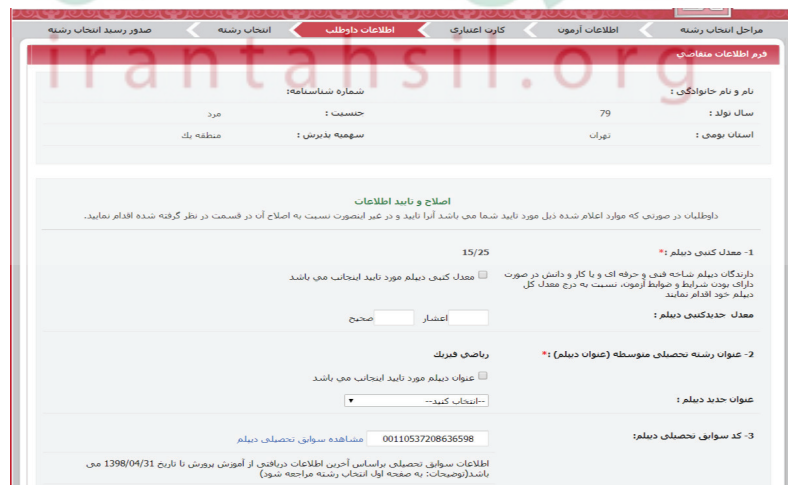 مراحل انتخاب رشته
اطلاعات آزمون
کارت اعتباری
اطلاعات داوطلب
انتخاب رشته
صدور رسید انتخاب رشته
فرم اطلاعات متقاضی
irantahsil.org
نام و نام خانوادگی :
شماره شناسنامه:
سال تولد : 79 جنسیت : مرد
استان بومی : تهران سهمیه پذیرش : منطقه یك
اصلاح و تایید اطلاعات
داوطلبان در صورتی که موارد اعلام شده ذیل مورد تایید شما می باشد آنرا تایید و در غیر اینصورت نسبت به اصلاح آن در قسمت در نظر گرفته شده اقدام نمایید.
1- معدل کتبی دیپلم :* 15/25
دارندگان دیپلم شاخه فنی و حرفه ای و یا کار و دانش در صورت
دارای بودن شرایط و ضوابط آزمون، نسبت به درج معدل کل
دیپلم خود اقدام نمایند
معدل کتبی دیپلم مورد تایید اینجانب می باشد
معدل جدیدکتبی دیپلم : اعشار صحیح
2- عنوان رشته تحصیلی متوسطه (عنوان دیپلم) :* ریاضي فیزیك
عنوان دیپلم مورد تایید اینجانب می باشد
عنوان جدید دیپلم : --انتخاب کنید--
3- کد سوابق تحصیلی دیپلم: 00110537208636598 مشاهده سوابق تحصیلی دیپلم
اطلاعات سوابق تحصیلی براساس آخرین اطلاعات دریافتی از آموزش پرورش تا تاریخ 1398/04/31 می
باشد(توضیحات: به صفحه اول انتخاب رشته مراجعه شود)